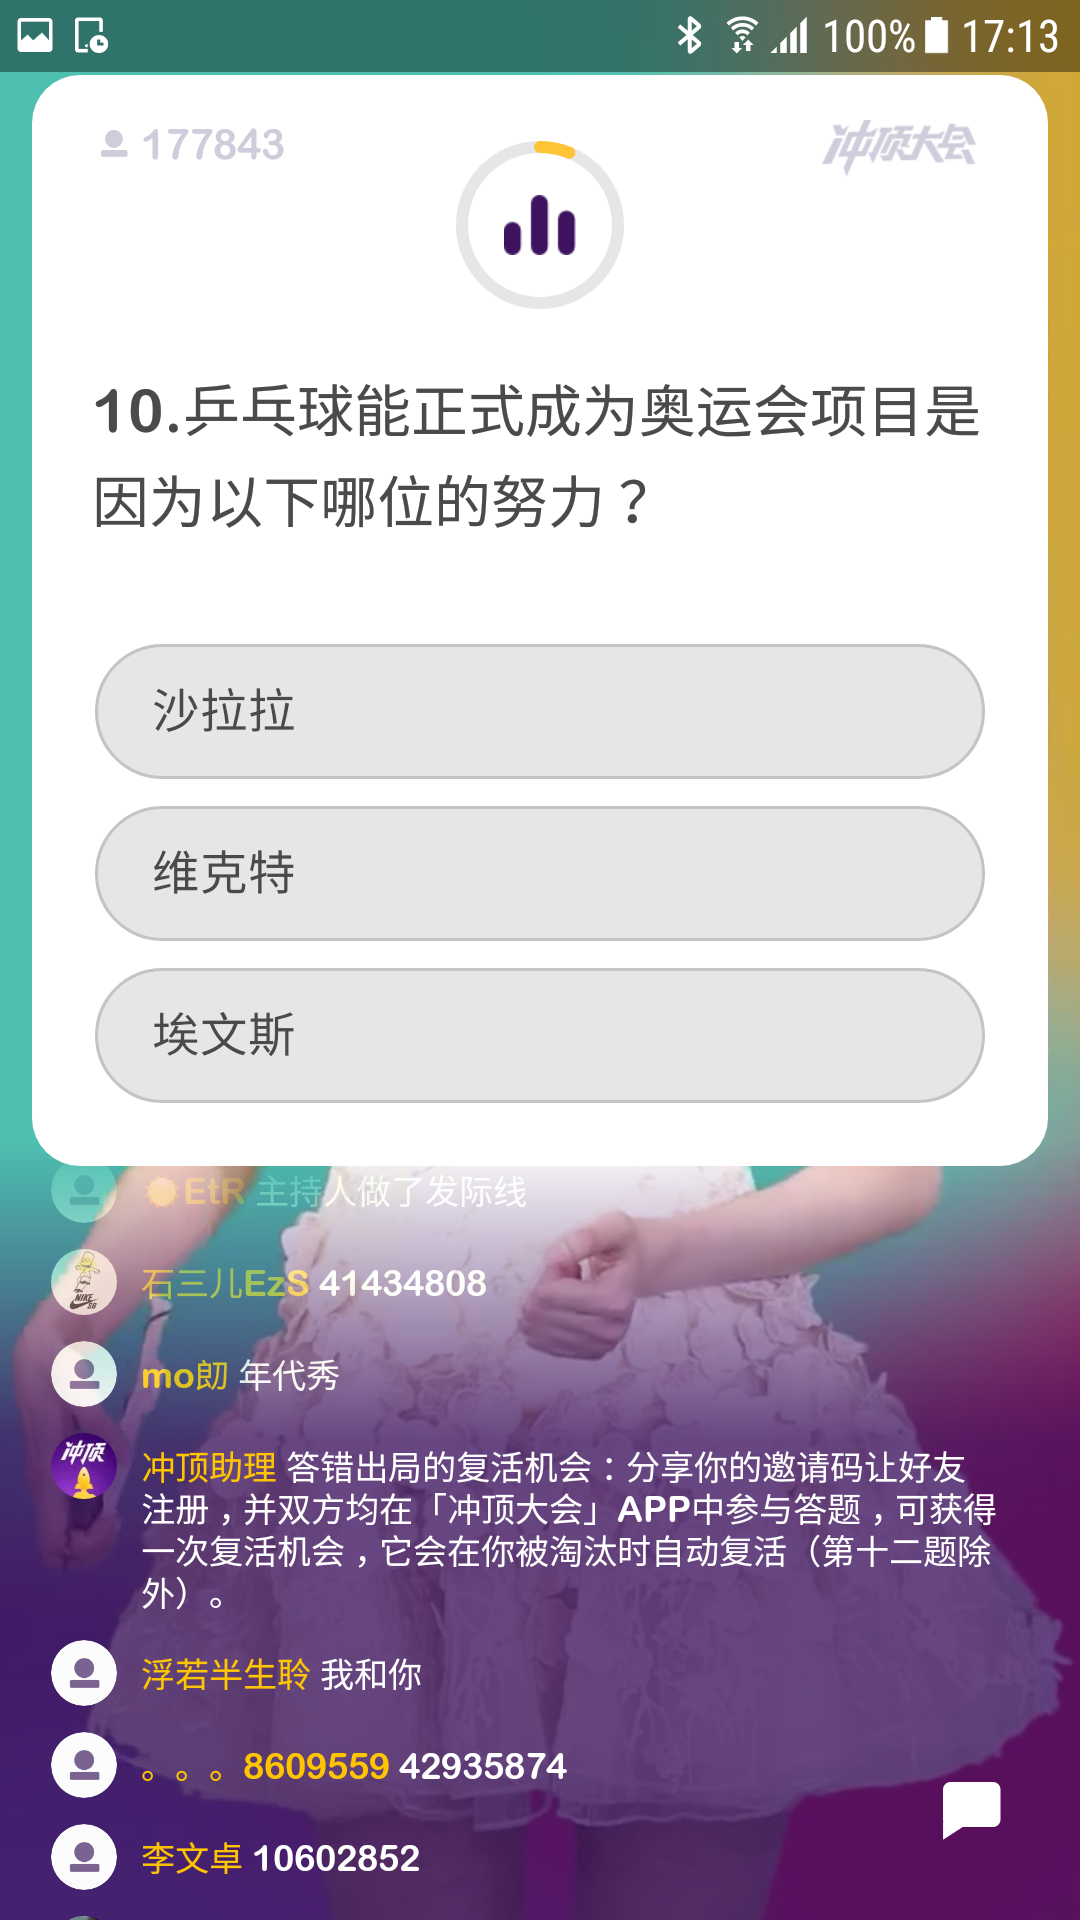 100% 17:13
177843
冲顶大会
10.乒乓球能正式成为奥运会项目是
因为以下哪位的努力？
沙拉拉
维克特
埃文斯
EtR 主持人做了发际线
石三儿EzS 41434808
mo郎 年代秀
冲顶
冲顶助理 答错出局的复活机会：分享你的邀请码让好友
注册，并双方均在「冲顶大会」APP中参与答题，可获得
一次复活机会，它会在你被淘汰时自动复活（第十二题除
外）。
浮若半生聆 我和你
。。。8609559 42935874
李文卓 10602852